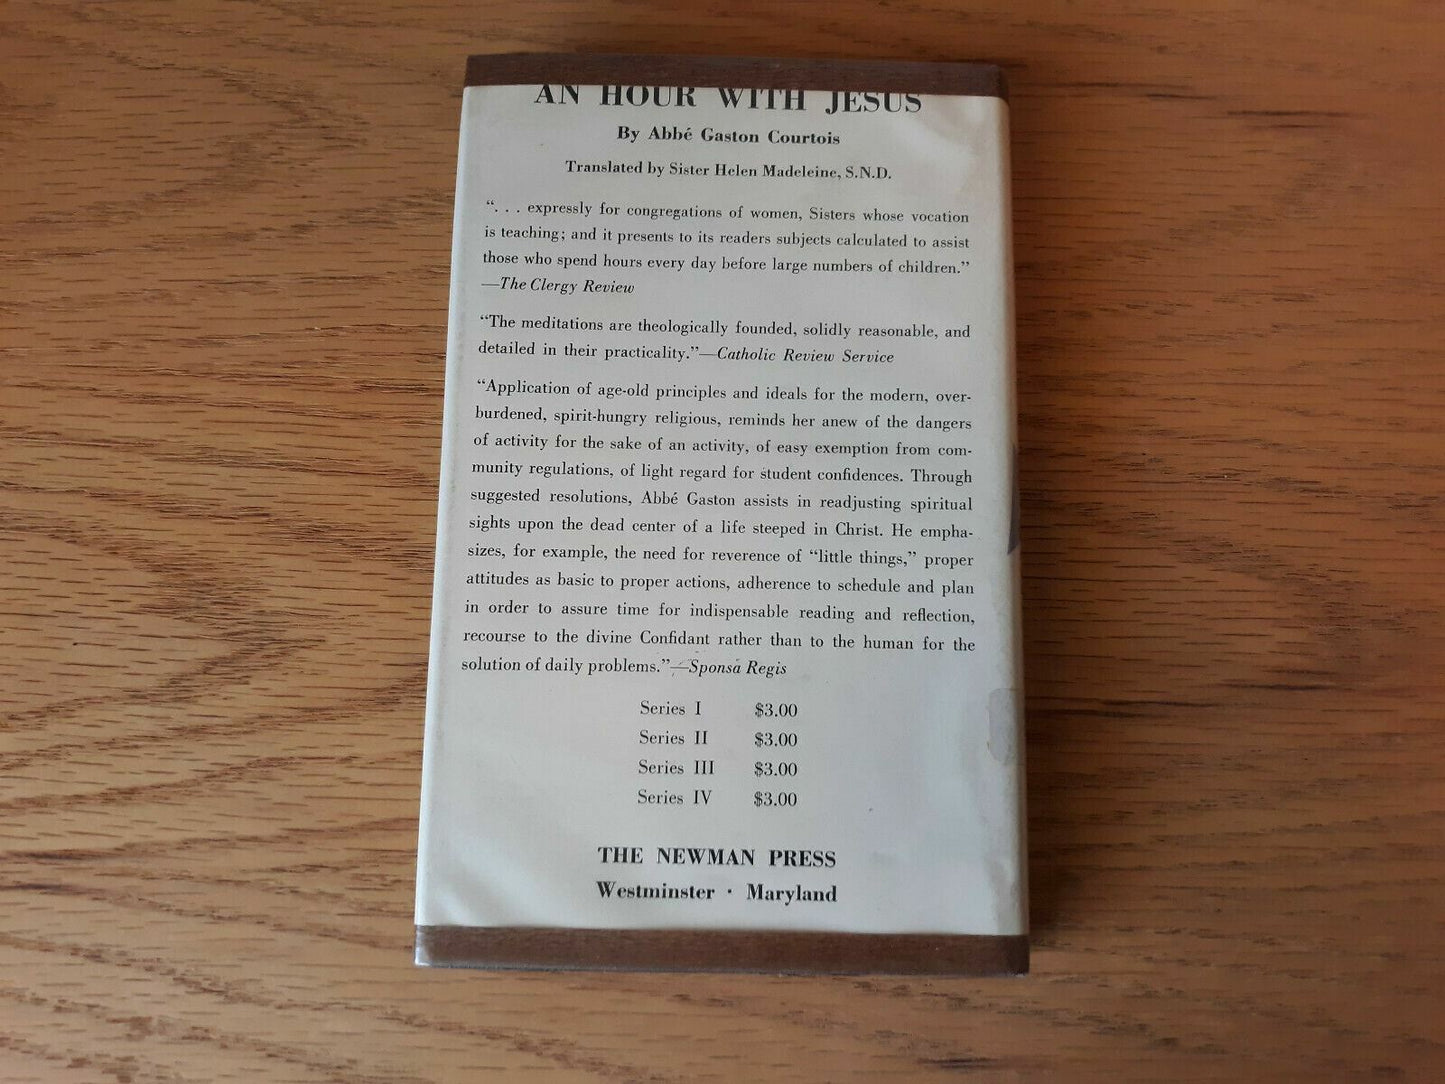 AN HOUR WITH JESUS
By Abbé Gaston Courtois
Translated by Sister Helen Madeleine, S.N.D.
“. . . expressly for congregations of women, Sisters whose vocation
is teaching; and it presents to its readers subjects calculated to assist
those who spend hours every day before large numbers of children.”
—The Clergy Review
“The meditations are theologically founded, solidly reasonable, and
detailed in their practicality.”—Catholic Review Service
“Application of age-old principles and ideals for the modern, over-
burdened, spirit-hungry religious, reminds her anew of the dangers
of activity for the sake of an activity, of easy exemption from com-
munity regulations, of light regard for student confidences. Through
suggested resolutions, Abbé Gaston assists in readjusting spiritual
sights upon the dead center of a life steeped in Christ. He empha-
sizes, for example, the need for reverence of “little things,” proper
attitudes as basic to proper actions, adherence to schedule and plan
in order to assure time for indispensable reading and reflection,
recourse to the divine Confidant rather than to the human for the
solution of daily problems.”—Sponsa Regis
Series I $3.00
Series II $3.00
Series III $3.00
Series IV $3.00
THE NEWMAN PRESS
Westminster · Maryland